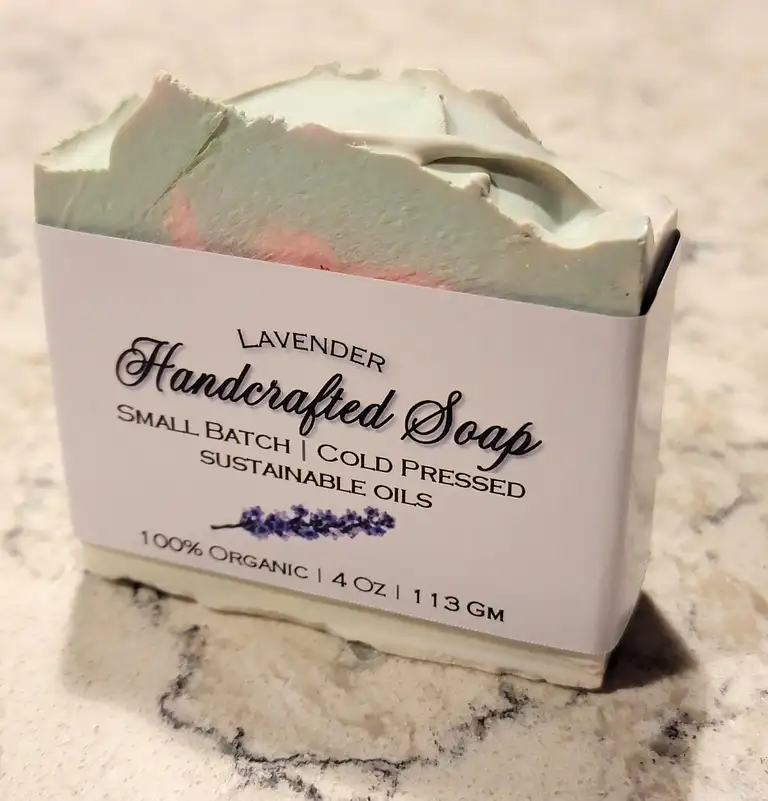 LAVENDER
Handcrafted Soap
SMALL BATCH | COLD PRESSED
SUSTAINABLE OILS
100% ORGANIC | 4 OZ | 113 GM